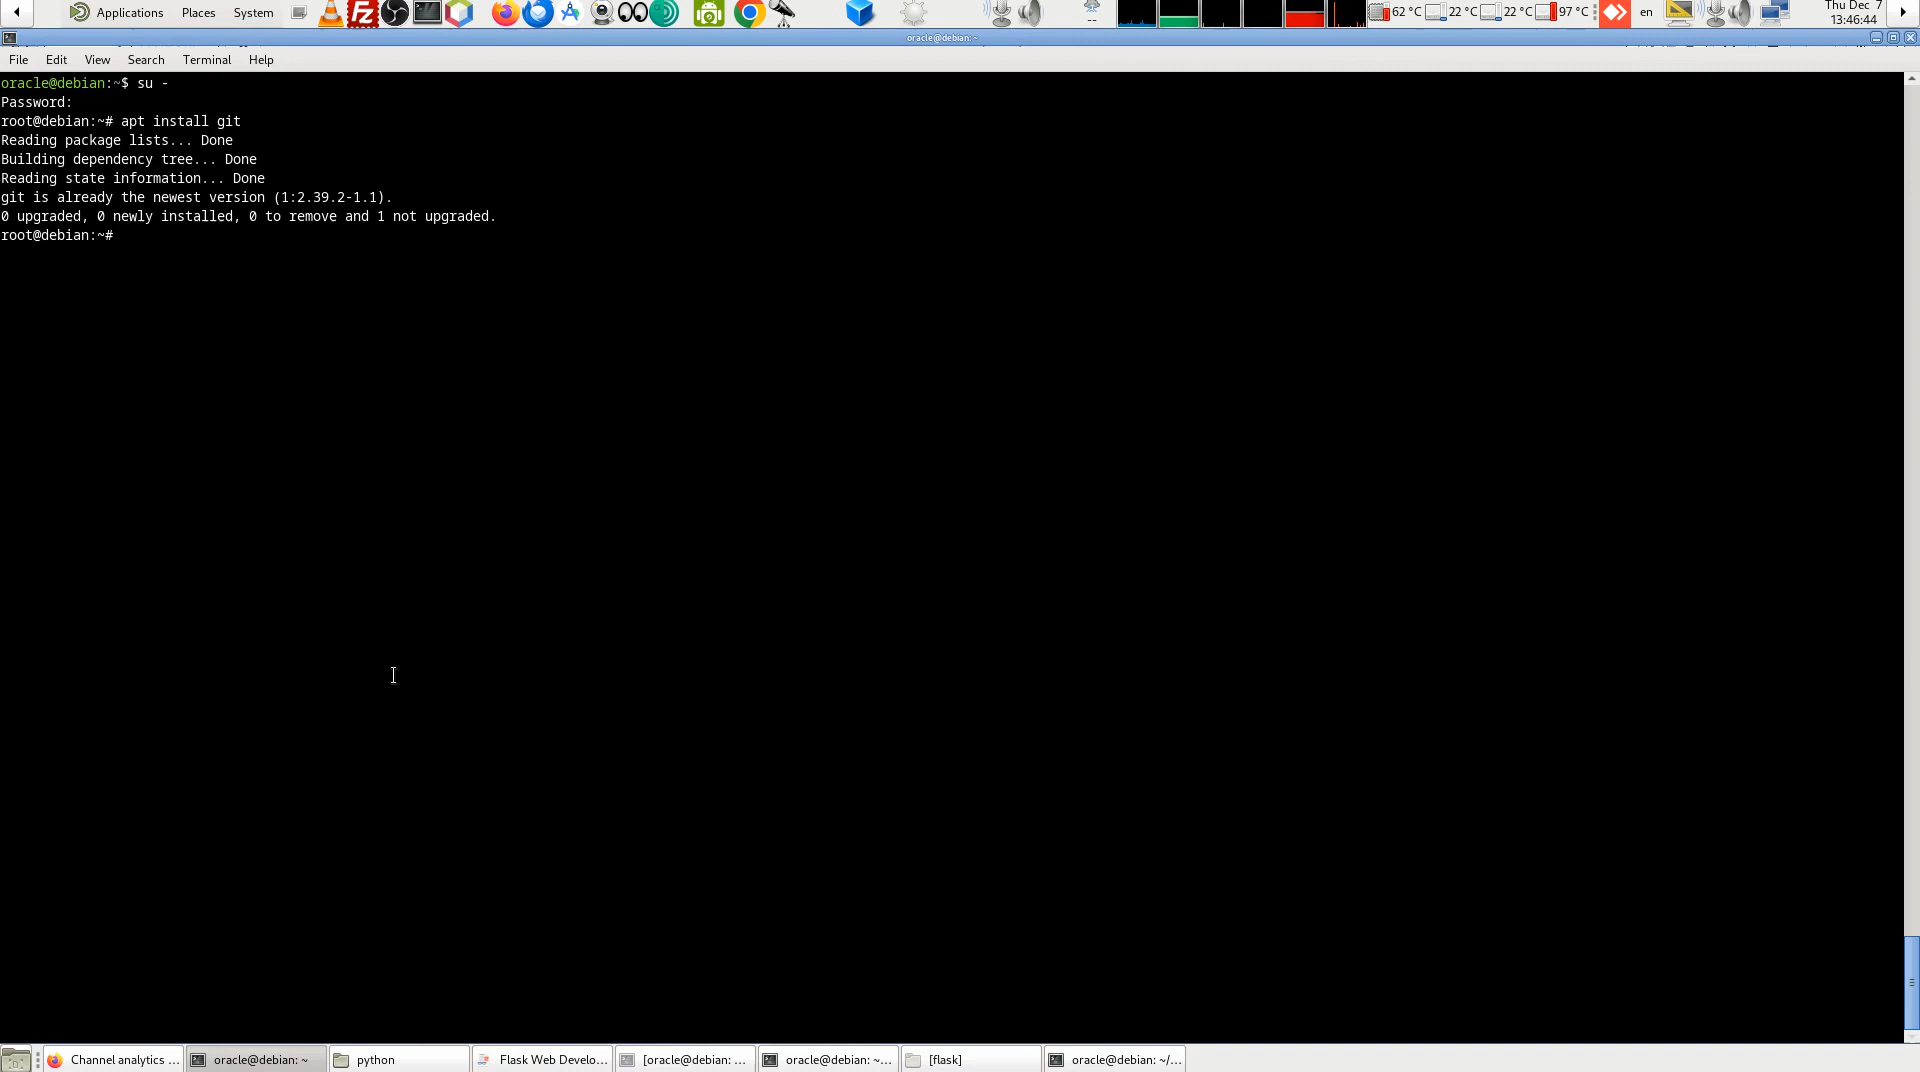 Applications Places System
62 °C 22 °C 22 °C 97 °C en Thu Dec 7
13:46:44
oracle@debian: ~
File Edit View Search Terminal Help
oracle@debian:~$ su -
Password:
root@debian:~# apt install git
Reading package lists... Done
Building dependency tree... Done
Reading state information... Done
git is already the newest version (1:2.39.2-1.1).
0 upgraded, 0 newly installed, 0 to remove and 1 not upgraded.
root@debian:~#
Channel analytics ... oracle@debian: ~ python Flask Web Develo... [oracle@debian: ... oracle@debian: ~... [flask] oracle@debian: ~/...